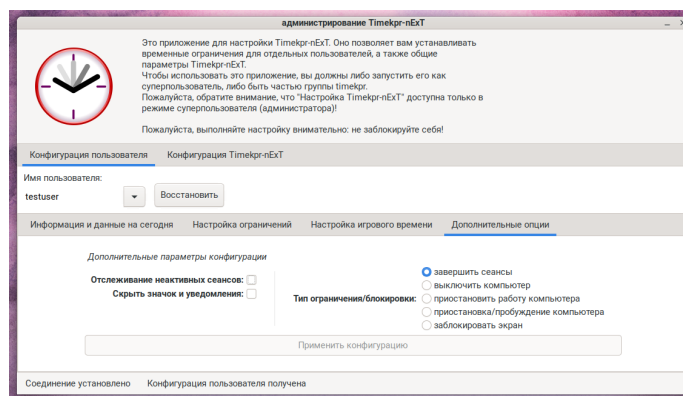 администрирование Timekpr-nExT
Это приложение для настройки Timekpr-nExT. Оно позволяет вам устанавливать
временные ограничения для отдельных пользователей, а также общие
параметры Timekpr-nExT.
Чтобы использовать это приложение, вы должны либо запустить его как
суперпользователь, либо быть частью группы timekpr.
Пожалуйста, обратите внимание, что "Настройка Timekpr-nExT" доступна только в
режиме суперпользователя (администратора)!
Пожалуйста, выполняйте настройку внимательно: не заблокируйте себя!
Конфигурация пользователя Конфигурация Timekpr-nExT
Имя пользователя:
testuser Восстановить
Информация и данные на сегодня Настройка ограничений Настройка игрового времени Дополнительные опции
Дополнительные параметры конфигурации
Отслеживание неактивных сеансов:
Скрыть значок и уведомления:
Тип ограничения/блокировки:
завершить сеансы
выключить компьютер
приостановить работу компьютера
приостановка/пробуждение компьютера
заблокировать экран
Применить конфигурацию
Соединение установлено Конфигурация пользователя получена